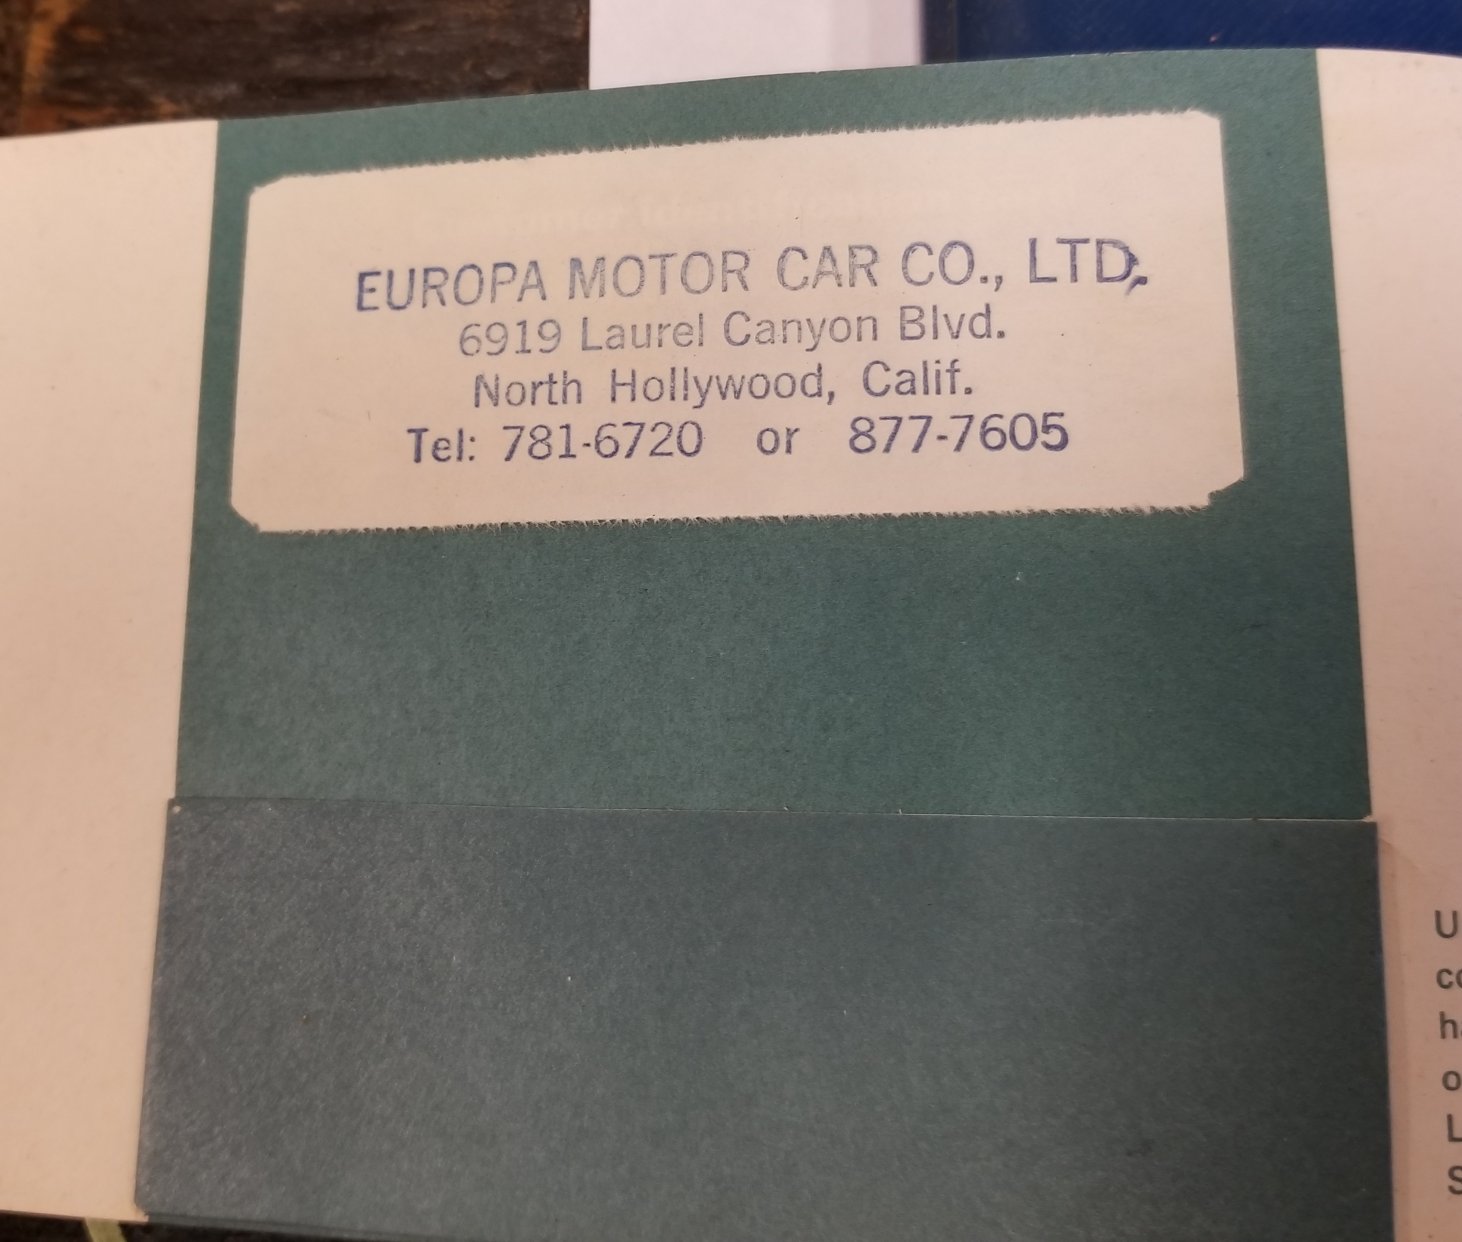 EUROPA MOTOR CAR CO., LTD.
6919 Laurel Canyon Blvd.
North Hollywood, Calif.
Tel: 781-6720 or 877-7605